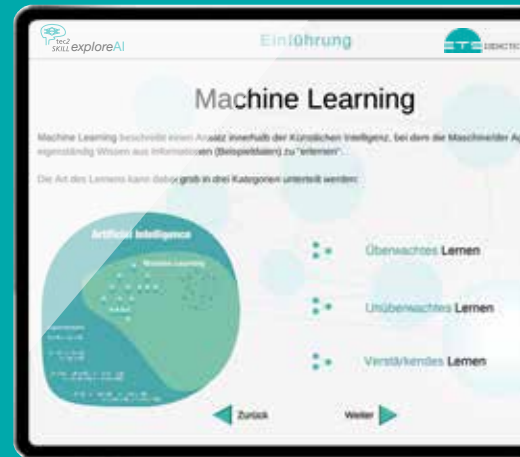 tec2
SKILL exploreAI
Einführung
ETS DIDACTIC
Machine Learning
Machine Learning beschreibt einen Ansatz innerhalb der Künstlichen Intelligenz, bei dem die Maschine/der Ag
eigenständig Wissen aus Informationen (Beispieldaten) zu "erlernen".
Die Art des Lernens kann dabei grob in drei Kategorien unterteilt werden:
Artificial Intelligence
Machine Learning
Überwachtes Lernen
Unüberwachtes Lernen
Verstärkendes Lernen
Zurück
Weiter